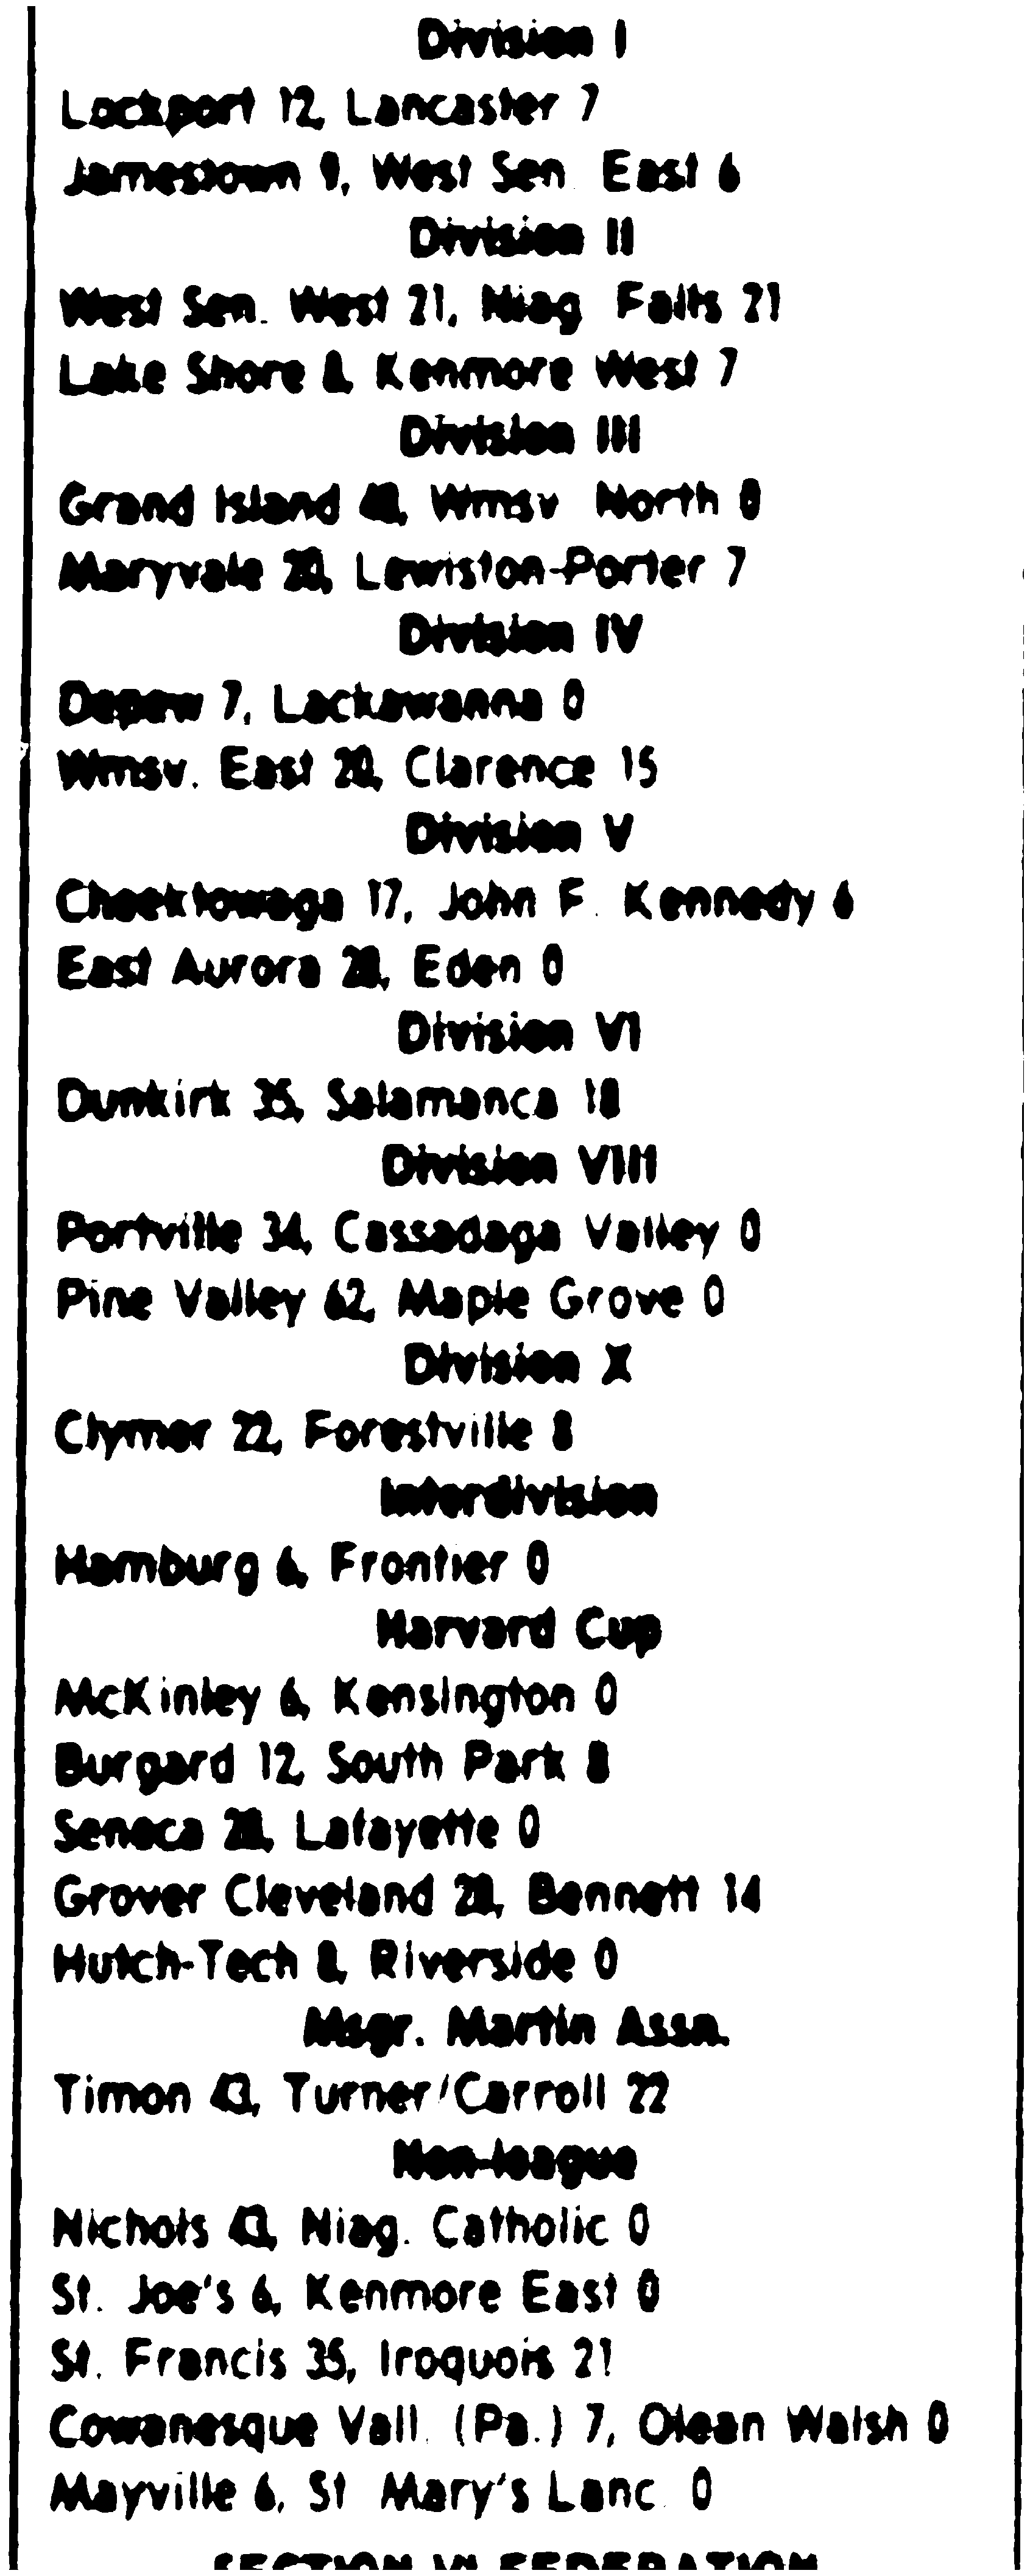 Division I
Lockport 12, Lancaster 7
Jamestown 9, West Sen. East 6
Division II
West Sen. West 21, Niag. Falls 21
Lake Shore 8, Kenmore West 7
Division III
Grand Island 48, Wmsv. North 0
Maryvale 20, Lewiston-Porter 7
Division IV
Depew 7, Lackawanna 0
Wmsv. East 20, Clarence 15
Division V
Cheektowaga 17, John F. Kennedy 6
East Aurora 28, Eden 0
Division VI
Dunkirk 35, Salamanca 18
Division VIII
Portville 34, Cassadaga Valley 0
Pine Valley 62, Maple Grove 0
Division X
Clymer 22, Forestville 8
Interdivision
Hamburg 6, Frontier 0
Harvard Cup
McKinley 6, Kensington 0
Burgard 12, South Park 8
Seneca 28, Lafayette 0
Grover Cleveland 28, Bennett 14
Hutch-Tech 8, Riverside 0
Msgr. Martin Assn.
Timon 43, Turner/Carroll 22
Non-league
Nichols 43, Niag. Catholic 0
St. Joe's 6, Kenmore East 0
St. Francis 35, Iroquois 21
Cowanesque Vall. (Pa.) 7, Olean Walsh 0
Mayville 6, St. Mary's Lanc. 0
SECTION VI FEDERATION